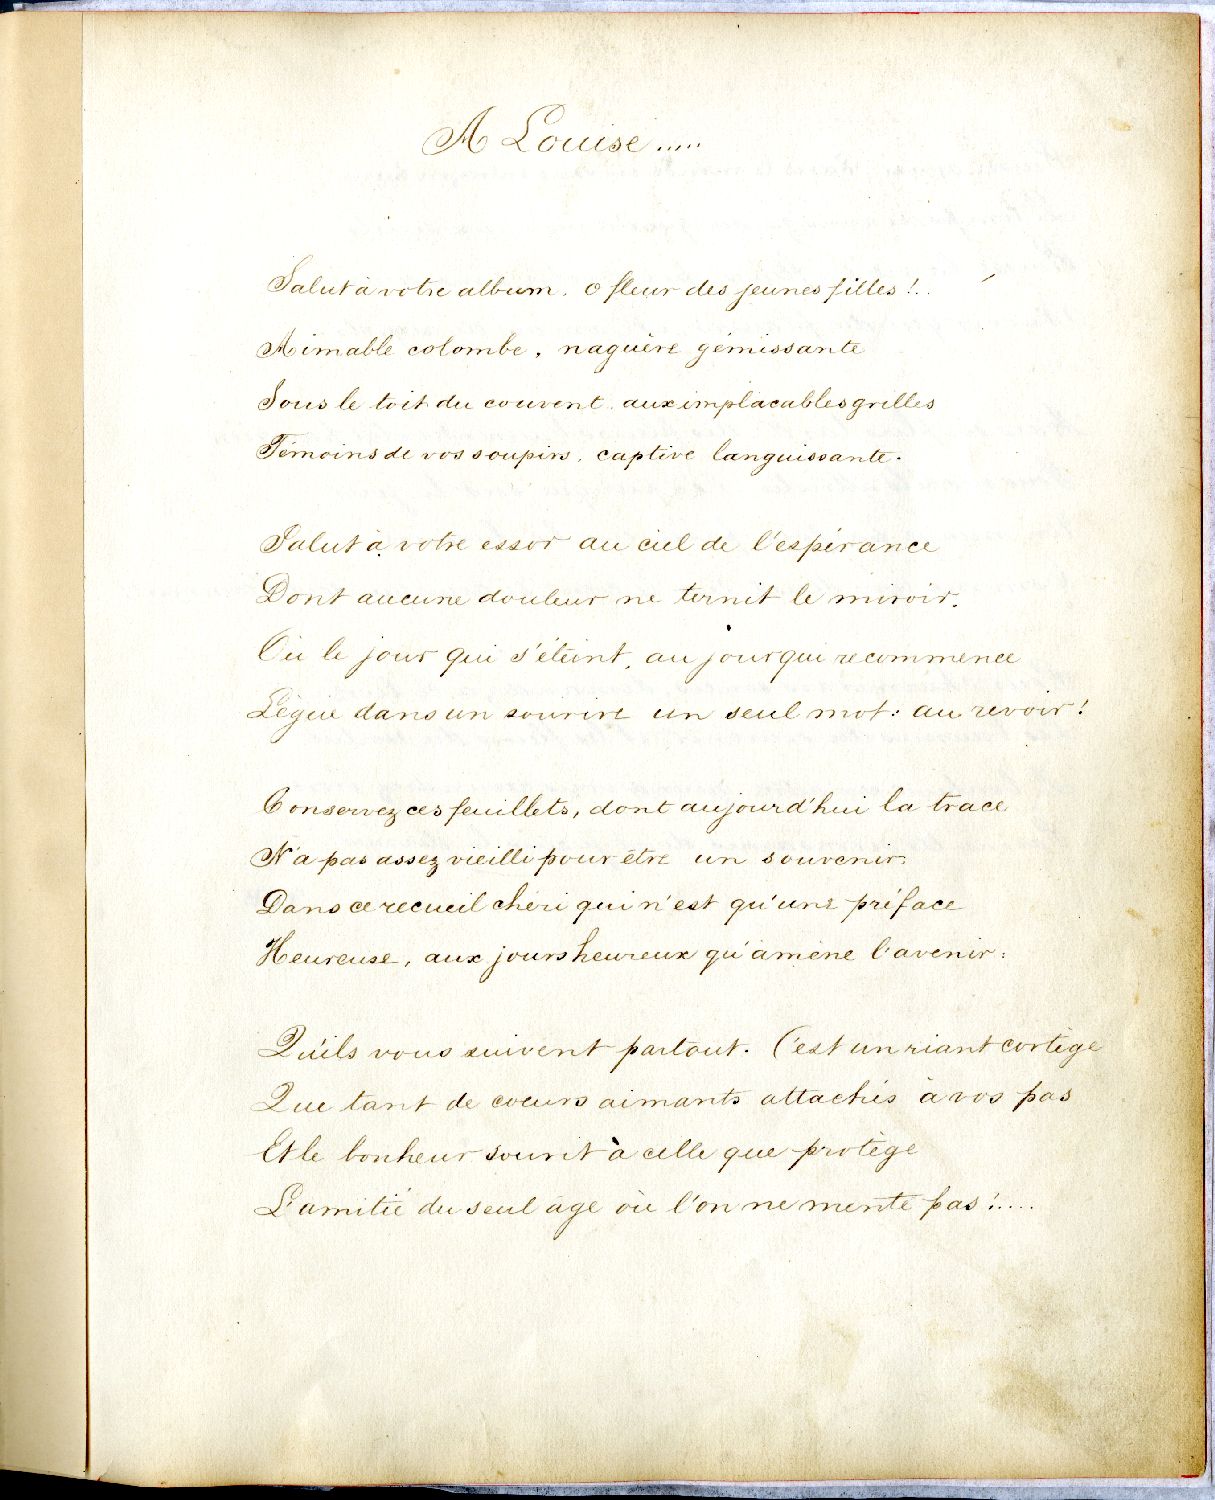 A Louise .....
Salut à votre album. O fleur des jeunes filles !..
Aimable colombe, naguère gémissante
Sous le toit du couvent, aux implacables grilles
Témoins de vos soupirs, captive languissante.
Salut à votre essor au ciel de l'espérance
Dont aucune douleur ne ternit le miroir.
Où le jour qui s'éteint, au jour qui recommence
Lègue dans un sourire un seul mot: au revoir !
Conservez ces feuillets, dont aujourd'hui la trace
N'a pas assez vieilli pour être un souvenir.
Dans ce recueil chéri qui n'est qu'une préface
Heureuse, aux jours heureux qu'amène l'avenir.
Qu'ils vous suivent partout. C'est un riant cortège
Que tant de coeurs aimants attachés à vos pas
Et le bonheur sourit à celle que protège
L'amitié du seul âge où l'on ne mente pas !....